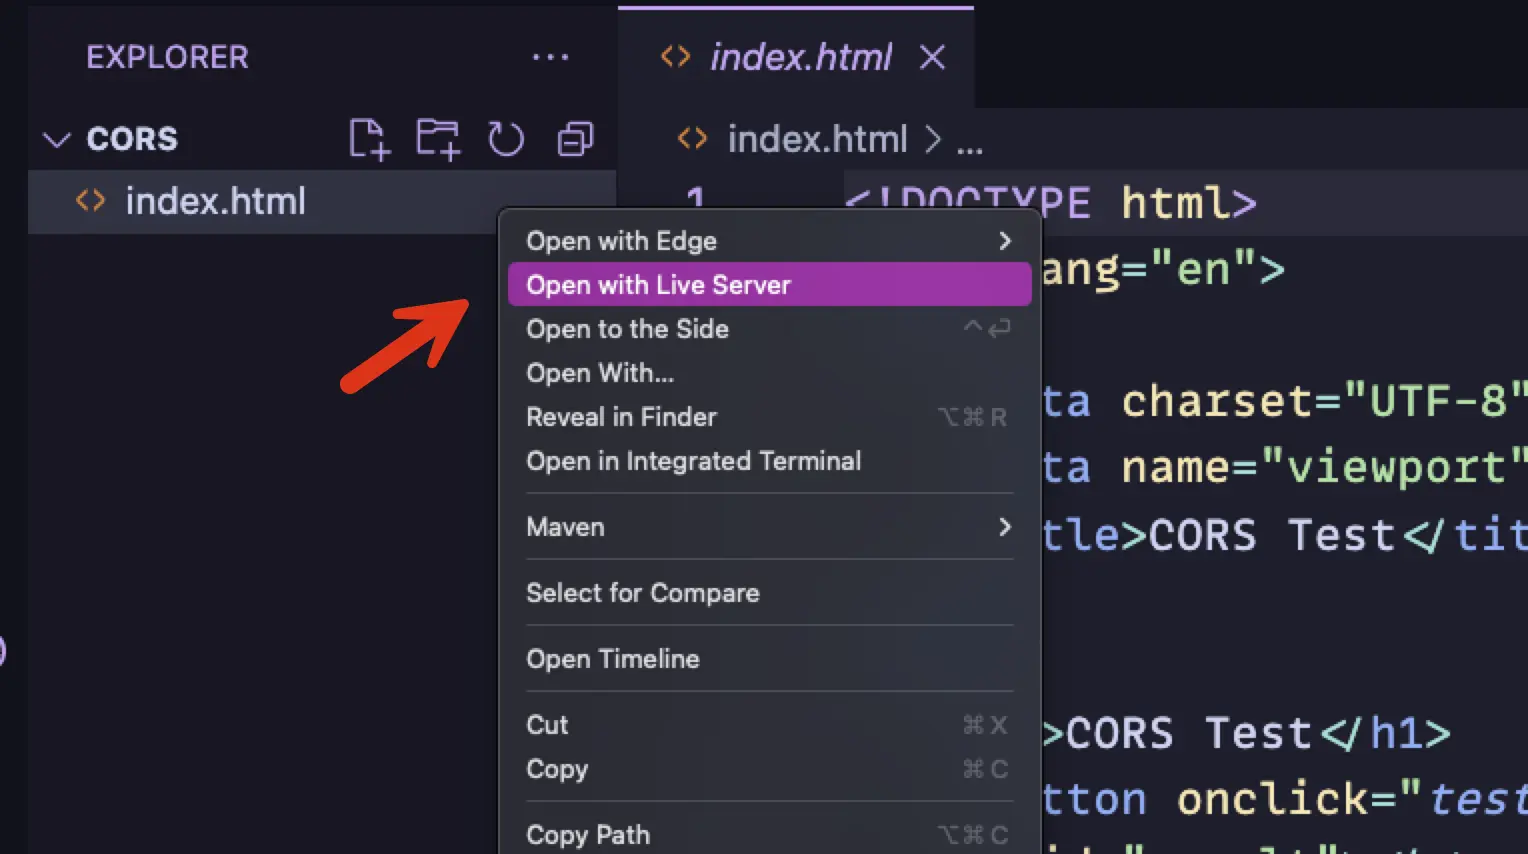 EXPLORER
CORS
index.html
index.html
index.html > ...
1
<!DOCTYPE html>
ang="en">
ta charset="UTF-8"
ta name="viewport"
tle>CORS Test</tit
>CORS Test</h1>
tton onclick="test
Open with Edge
Open with Live Server
Open to the Side ^⏎
Open With...
Reveal in Finder ⌥⌘R
Open in Integrated Terminal
Maven
Select for Compare
Open Timeline
Cut ⌘X
Copy ⌘C
Copy Path ⌥⌘C